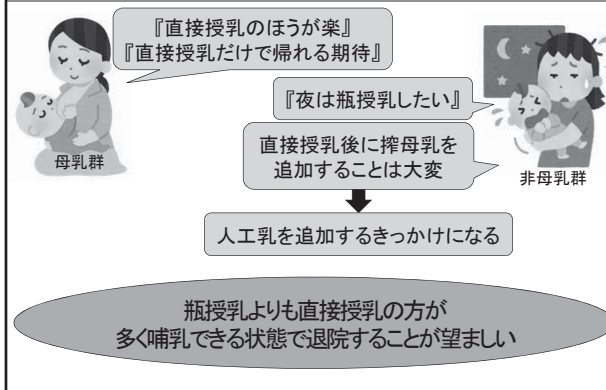 『直接授乳のほうが楽』
『直接授乳だけで帰れる期待』
母乳群
『夜は瓶授乳したい』
直接授乳後に搾母乳を
追加することは大変
非母乳群
人工乳を追加するきっかけになる
瓶授乳よりも直接授乳の方が
多く哺乳できる状態で退院することが望ましい